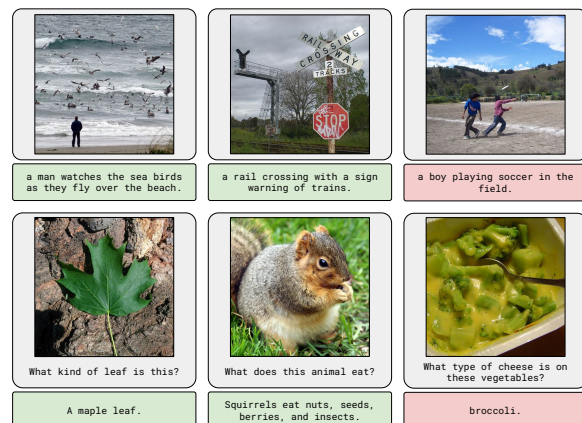 RAILWAY
CROSSING
2
TRACKS
STOP
a man watches the sea birds
as they fly over the beach.
a rail crossing with a sign
warning of trains.
a boy playing soccer in the
field.
What kind of leaf is this?
What does this animal eat?
What type of cheese is on
these vegetables?
A maple leaf.
Squirrels eat nuts, seeds,
berries, and insects.
broccoli.